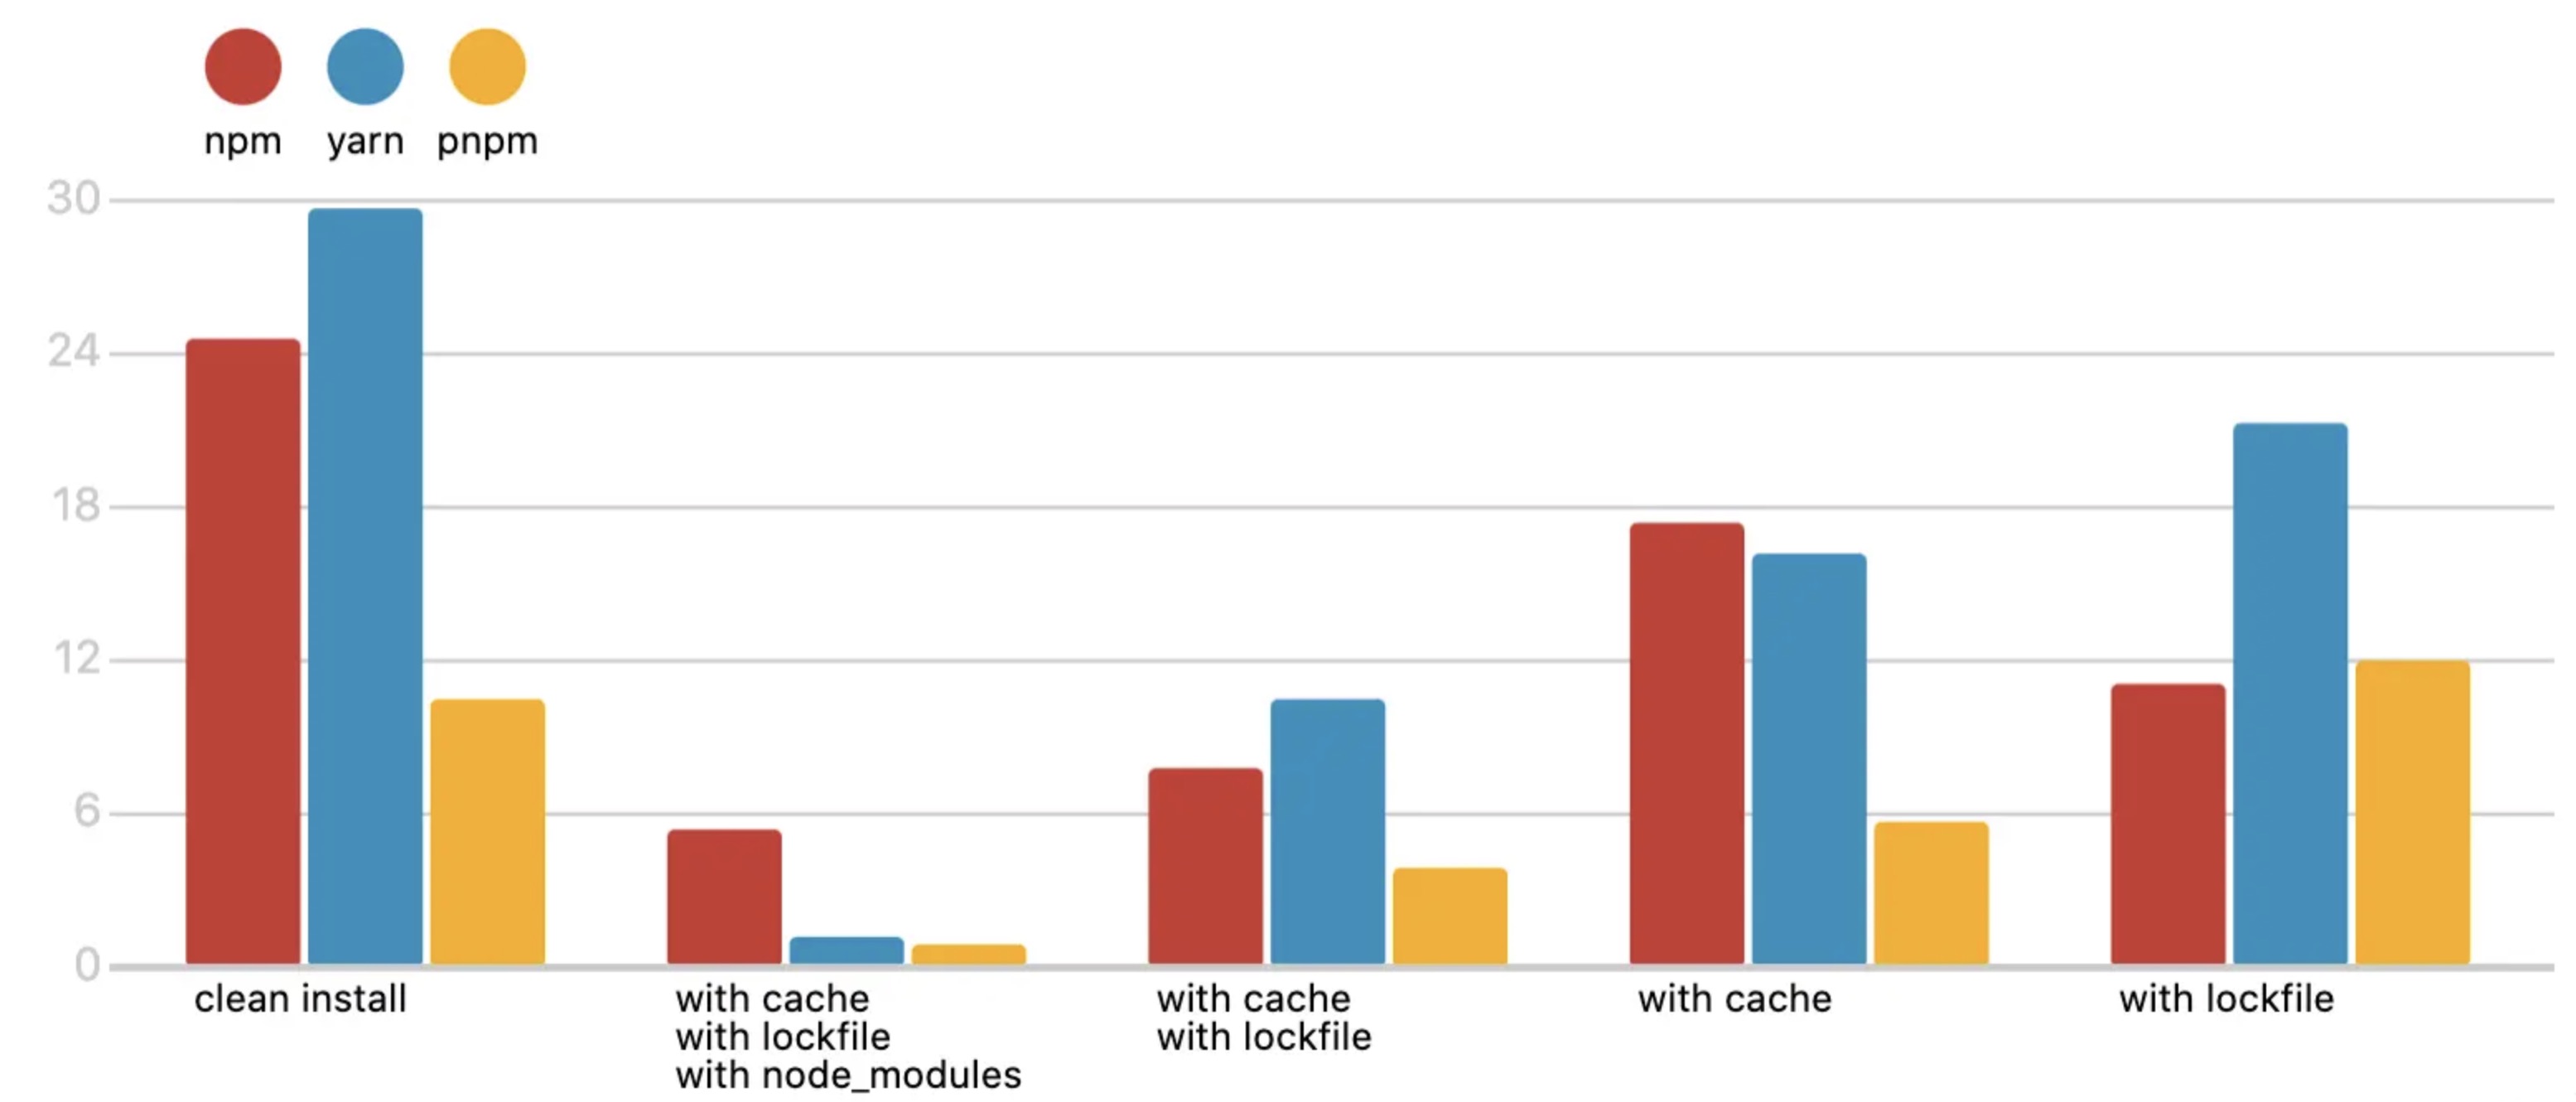 npm yarn pnpm
30
24
18
12
6
0
clean install
with cache
with lockfile
with node_modules
with cache
with lockfile
with cache
with lockfile